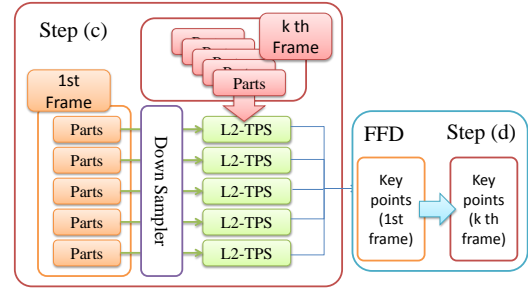 Step (c)
k th
Frame
Parts
1st
Frame
Parts
Parts
Parts
Parts
Parts
Down Sampler
L2-TPS
L2-TPS
L2-TPS
L2-TPS
L2-TPS
FFD
Step (d)
Key
points
(1st
frame)
Key
points
(k th
frame)